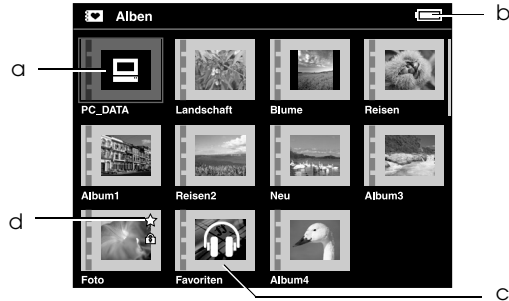 Alben
b
a
PC_DATA Landschaft Blume Reisen
Album1 Reisen2 Neu Album3
d
Foto Favoriten Album4
c